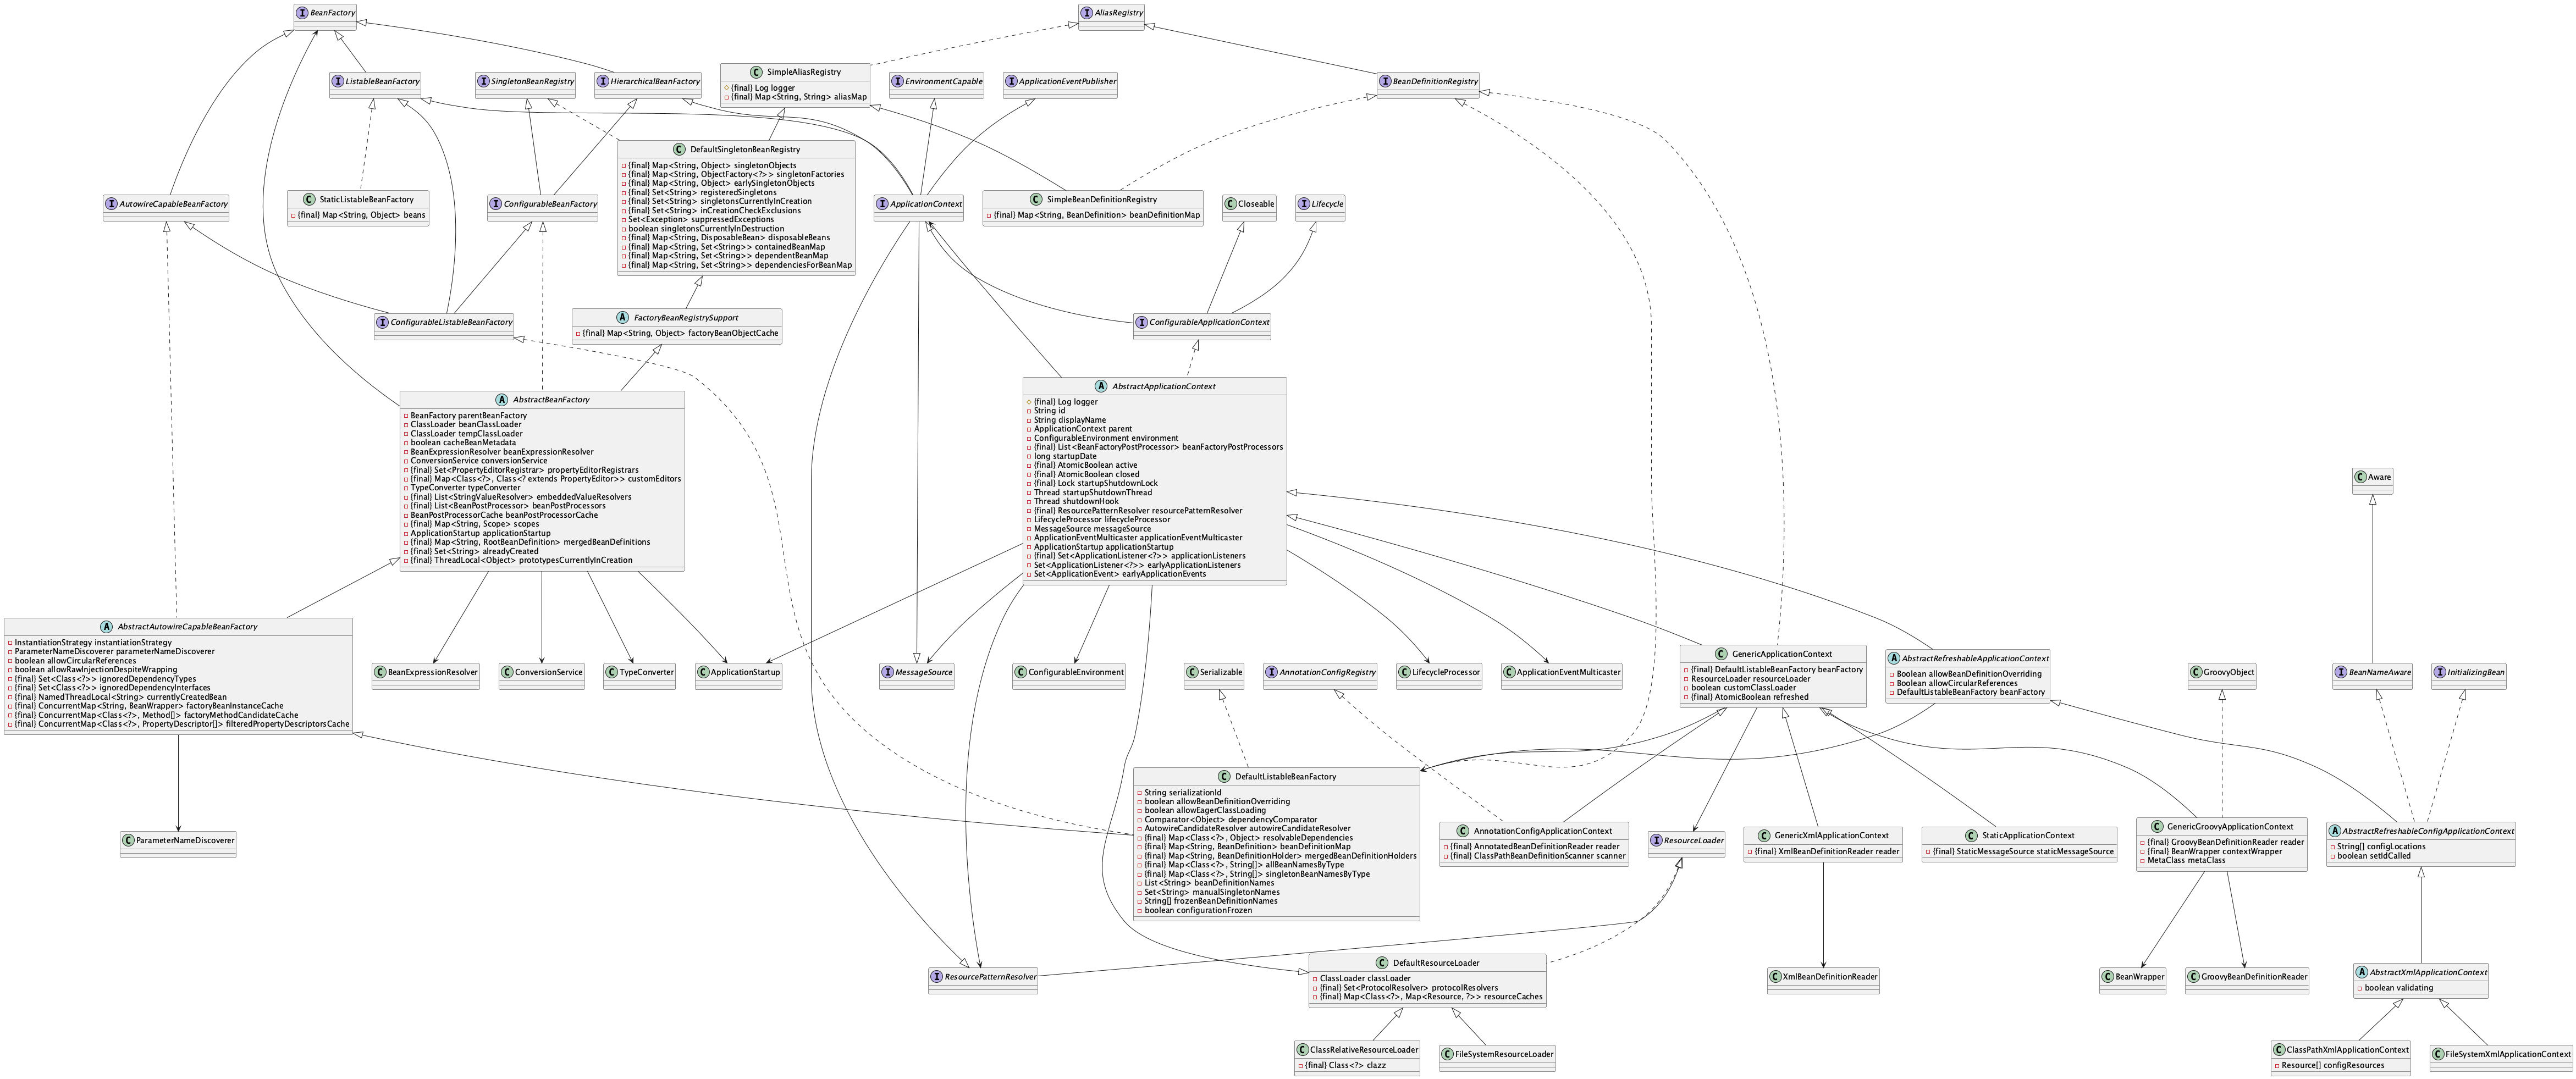 I BeanFactory
I AliasRegistry
I ListableBeanFactory
I SingletonBeanRegistry
I HierarchicalBeanFactory
C SimpleAliasRegistry
{final} Log logger
{final} Map<String, String> aliasMap
I EnvironmentCapable
I ApplicationEventPublisher
I BeanDefinitionRegistry
C DefaultSingletonBeanRegistry
{final} Map<String, Object> singletonObjects
{final} Map<String, ObjectFactory<?>> singletonFactories
{final} Map<String, Object> earlySingletonObjects
{final} Set<String> registeredSingletons
{final} Set<String> singletonsCurrentlyInCreation
{final} Set<String> inCreationCheckExclusions
Set<Exception> suppressedExceptions
boolean singletonsCurrentlyInDestruction
{final} Map<String, DisposableBean> disposableBeans
{final} Map<String, Set<String>> containedBeanMap
{final} Map<String, Set<String>> dependentBeanMap
{final} Map<String, Set<String>> dependenciesForBeanMap
I AutowireCapableBeanFactory
C StaticListableBeanFactory
{final} Map<String, Object> beans
I ConfigurableBeanFactory
I ApplicationContext
C SimpleBeanDefinitionRegistry
{final} Map<String, BeanDefinition> beanDefinitionMap
C Closeable
I Lifecycle
I ConfigurableListableBeanFactory
A FactoryBeanRegistrySupport
{final} Map<String, Object> factoryBeanObjectCache
I ConfigurableApplicationContext
A AbstractBeanFactory
BeanFactory parentBeanFactory
ClassLoader beanClassLoader
ClassLoader tempClassLoader
boolean cacheBeanMetadata
BeanExpressionResolver beanExpressionResolver
ConversionService conversionService
{final} Set<PropertyEditorRegistrar> propertyEditorRegistrars
{final} Map<Class<?>, Class<? extends PropertyEditor>> customEditors
TypeConverter typeConverter
{final} List<StringValueResolver> embeddedValueResolvers
{final} List<BeanPostProcessor> beanPostProcessors
BeanPostProcessorCache beanPostProcessorCache
{final} Map<String, Scope> scopes
ApplicationStartup applicationStartup
{final} Map<String, RootBeanDefinition> mergedBeanDefinitions
{final} Set<String> alreadyCreated
{final} ThreadLocal<Object> prototypesCurrentlyInCreation
A AbstractApplicationContext
{final} Log logger
String id
String displayName
ApplicationContext parent
ConfigurableEnvironment environment
{final} List<BeanFactoryPostProcessor> beanFactoryPostProcessors
long startupDate
{final} AtomicBoolean active
{final} AtomicBoolean closed
{final} Lock startupShutdownLock
Thread startupShutdownThread
Thread shutdownHook
{final} ResourcePatternResolver resourcePatternResolver
LifecycleProcessor lifecycleProcessor
MessageSource messageSource
ApplicationEventMulticaster applicationEventMulticaster
ApplicationStartup applicationStartup
{final} Set<ApplicationListener<?>> applicationListeners
Set<ApplicationListener<?>> earlyApplicationListeners
Set<ApplicationEvent> earlyApplicationEvents
C Aware
A AbstractAutowireCapableBeanFactory
InstantiationStrategy instantiationStrategy
ParameterNameDiscoverer parameterNameDiscoverer
boolean allowCircularReferences
boolean allowRawInjectionDespiteWrapping
{final} Set<Class<?>> ignoredDependencyTypes
{final} Set<Class<?>> ignoredDependencyInterfaces
{final} NamedThreadLocal<String> currentlyCreatedBean
{final} ConcurrentMap<String, BeanWrapper> factoryBeanInstanceCache
{final} ConcurrentMap<Class<?>, Method[]> factoryMethodCandidateCache
{final} ConcurrentMap<Class<?>, PropertyDescriptor[]> filteredPropertyDescriptorsCache
C BeanExpressionResolver
C ConversionService
C TypeConverter
C ApplicationStartup
I MessageSource
C ConfigurableEnvironment
C Serializable
I AnnotationConfigRegistry
C LifecycleProcessor
C ApplicationEventMulticaster
C GenericApplicationContext
{final} DefaultListableBeanFactory beanFactory
ResourceLoader resourceLoader
boolean customClassLoader
{final} AtomicBoolean refreshed
A AbstractRefreshableApplicationContext
Boolean allowBeanDefinitionOverriding
Boolean allowCircularReferences
DefaultListableBeanFactory beanFactory
C GroovyObject
I BeanNameAware
I InitializingBean
C ParameterNameDiscoverer
C DefaultListableBeanFactory
String serializationId
boolean allowBeanDefinitionOverriding
boolean allowEagerClassLoading
Comparator<Object> dependencyComparator
AutowireCandidateResolver autowireCandidateResolver
{final} Map<Class<?>, Object> resolvableDependencies
{final} Map<String, BeanDefinition> beanDefinitionMap
{final} Map<String, BeanDefinitionHolder> mergedBeanDefinitionHolders
{final} Map<Class<?>, String[]> allBeanNamesByType
{final} Map<Class<?>, String[]> singletonBeanNamesByType
List<String> beanDefinitionNames
Set<String> manualSingletonNames
String[] frozenBeanDefinitionNames
boolean configurationFrozen
C AnnotationConfigApplicationContext
{final} AnnotatedBeanDefinitionReader reader
{final} ClassPathBeanDefinitionScanner scanner
I ResourceLoader
C GenericXmlApplicationContext
{final} XmlBeanDefinitionReader reader
C StaticApplicationContext
{final} StaticMessageSource staticMessageSource
C GenericGroovyApplicationContext
{final} GroovyBeanDefinitionReader reader
{final} BeanWrapper contextWrapper
MetaClass metaClass
A AbstractRefreshableConfigApplicationContext
String[] configLocations
boolean setIdCalled
I ResourcePatternResolver
C DefaultResourceLoader
ClassLoader classLoader
{final} Set<ProtocolResolver> protocolResolvers
{final} Map<Class<?>, Map<Resource, ?>> resourceCaches
C XmlBeanDefinitionReader
C BeanWrapper
C GroovyBeanDefinitionReader
A AbstractXmlApplicationContext
boolean validating
C ClassRelativeResourceLoader
{final} Class<?> clazz
C FileSystemResourceLoader
C ClassPathXmlApplicationContext
Resource[] configResources
C FileSystemXmlApplicationContext